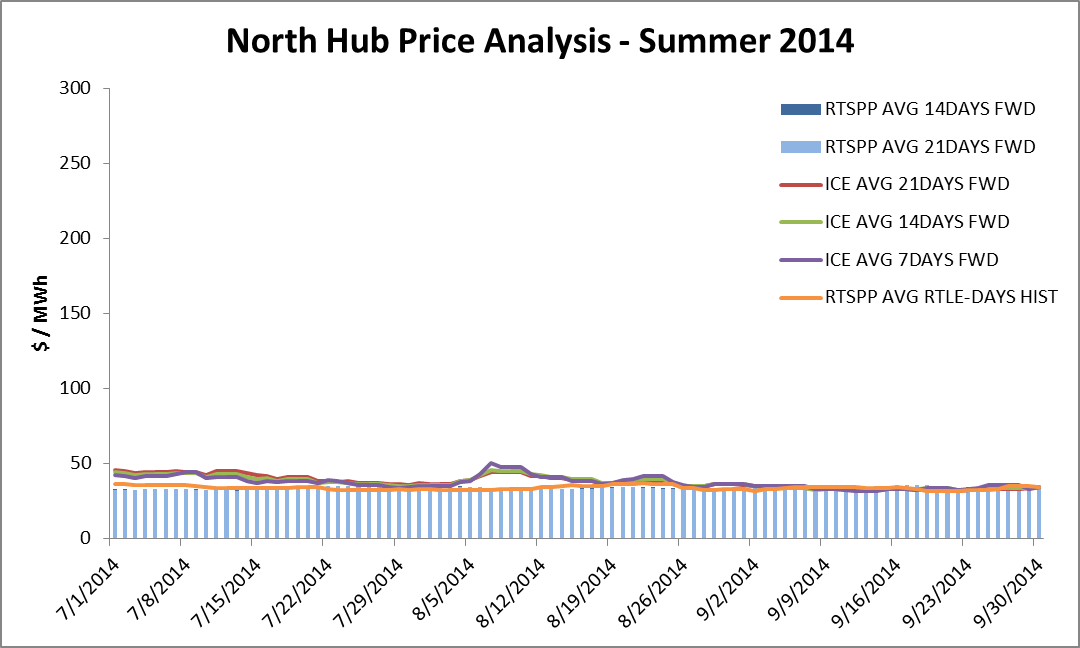 North Hub Price Analysis - Summer 2014
300
250
200
150
100
50
0
$ / MWh
RTSPP AVG 14DAYS FWD
RTSPP AVG 21DAYS FWD
ICE AVG 21DAYS FWD
ICE AVG 14DAYS FWD
ICE AVG 7DAYS FWD
RTSPP AVG RTLE-DAYS HIST
7/1/2014
7/8/2014
7/15/2014
7/22/2014
7/29/2014
8/5/2014
8/12/2014
8/19/2014
8/26/2014
9/2/2014
9/9/2014
9/16/2014
9/23/2014
9/30/2014